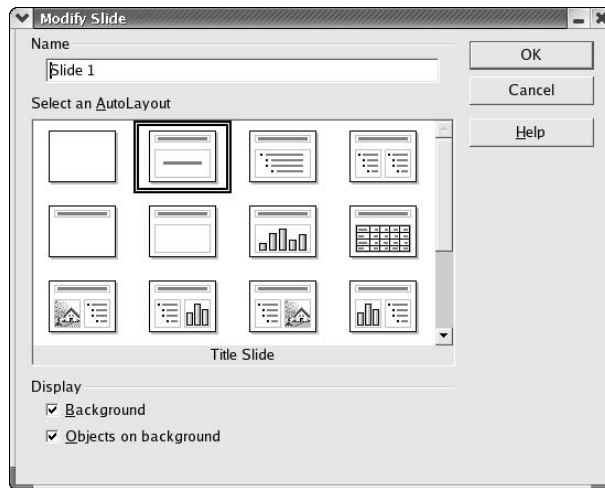 Modify Slide
Name
Slide 1
Select an AutoLayout
Title Slide
Display
Background
Objects on background
OK
Cancel
Help